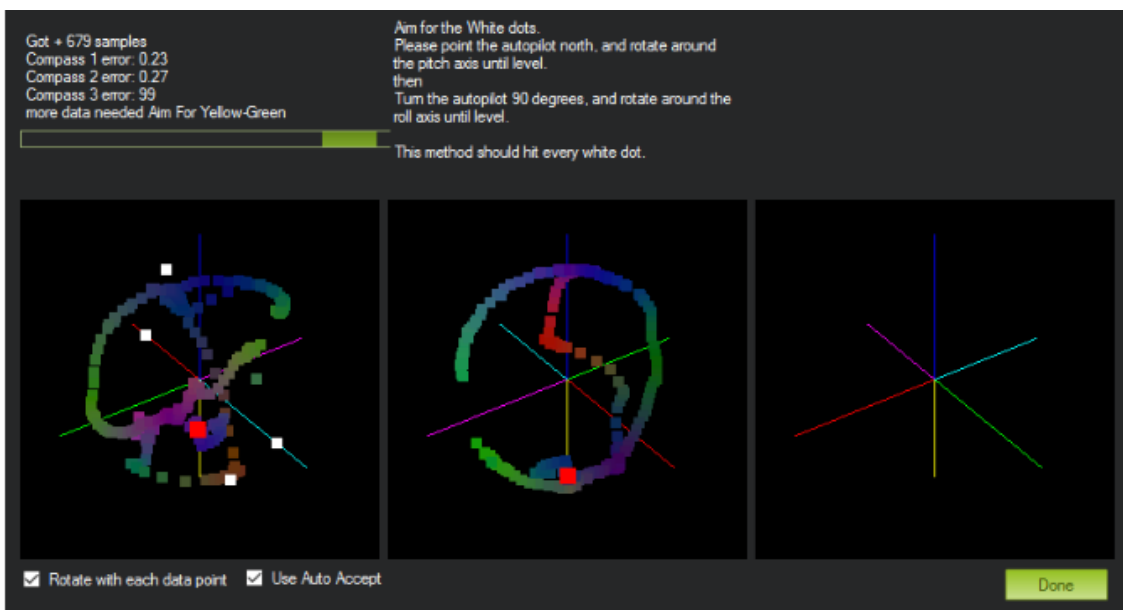 Got + 679 samples
Compass 1 error: 0.23
Compass 2 error: 0.27
Compass 3 error: 99
more data needed Aim For Yellow-Green
Aim for the White dots.
Please point the autopilot north, and rotate around
the pitch axis until level.
then
Turn the autopilot 90 degrees, and rotate around the
roll axis until level.
This method should hit every white dot.
Rotate with each data point
Use Auto Accept
Done